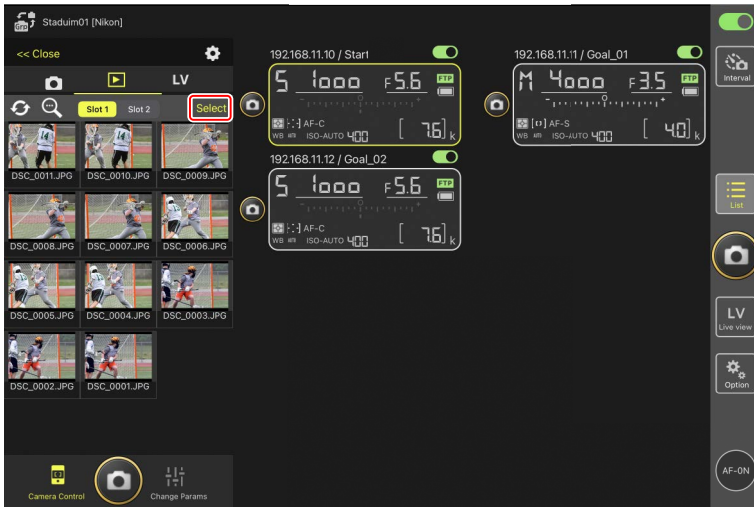 Grp
Staduim01 [Nikon]
<< Close
LV
Slot 1
Slot 2
Select
DSC_0011.JPG
DSC_0010.JPG
DSC_0009.JPG
DSC_0008.JPG
DSC_0007.JPG
DSC_0006.JPG
DSC_0005.JPG
DSC_0004.JPG
DSC_0003.JPG
DSC_0002.JPG
DSC_0001.JPG
Camera Control
Change Params
192.168.11.10 / Start
S 1000 F5.6 FTP
AF-C
WB ISO-AUTO 400 [ 7.6] k
192.168.11.11 / Goal_01
M 4000 F3.5 FTP
AF-S
WB ISO-AUTO 400 [ 4.0] k
192.168.11.12 / Goal_02
S 1000 F5.6 FTP
AF-C
WB ISO-AUTO 400 [ 7.6] k
Interval
List
LV
Live view
Option
AF-ON